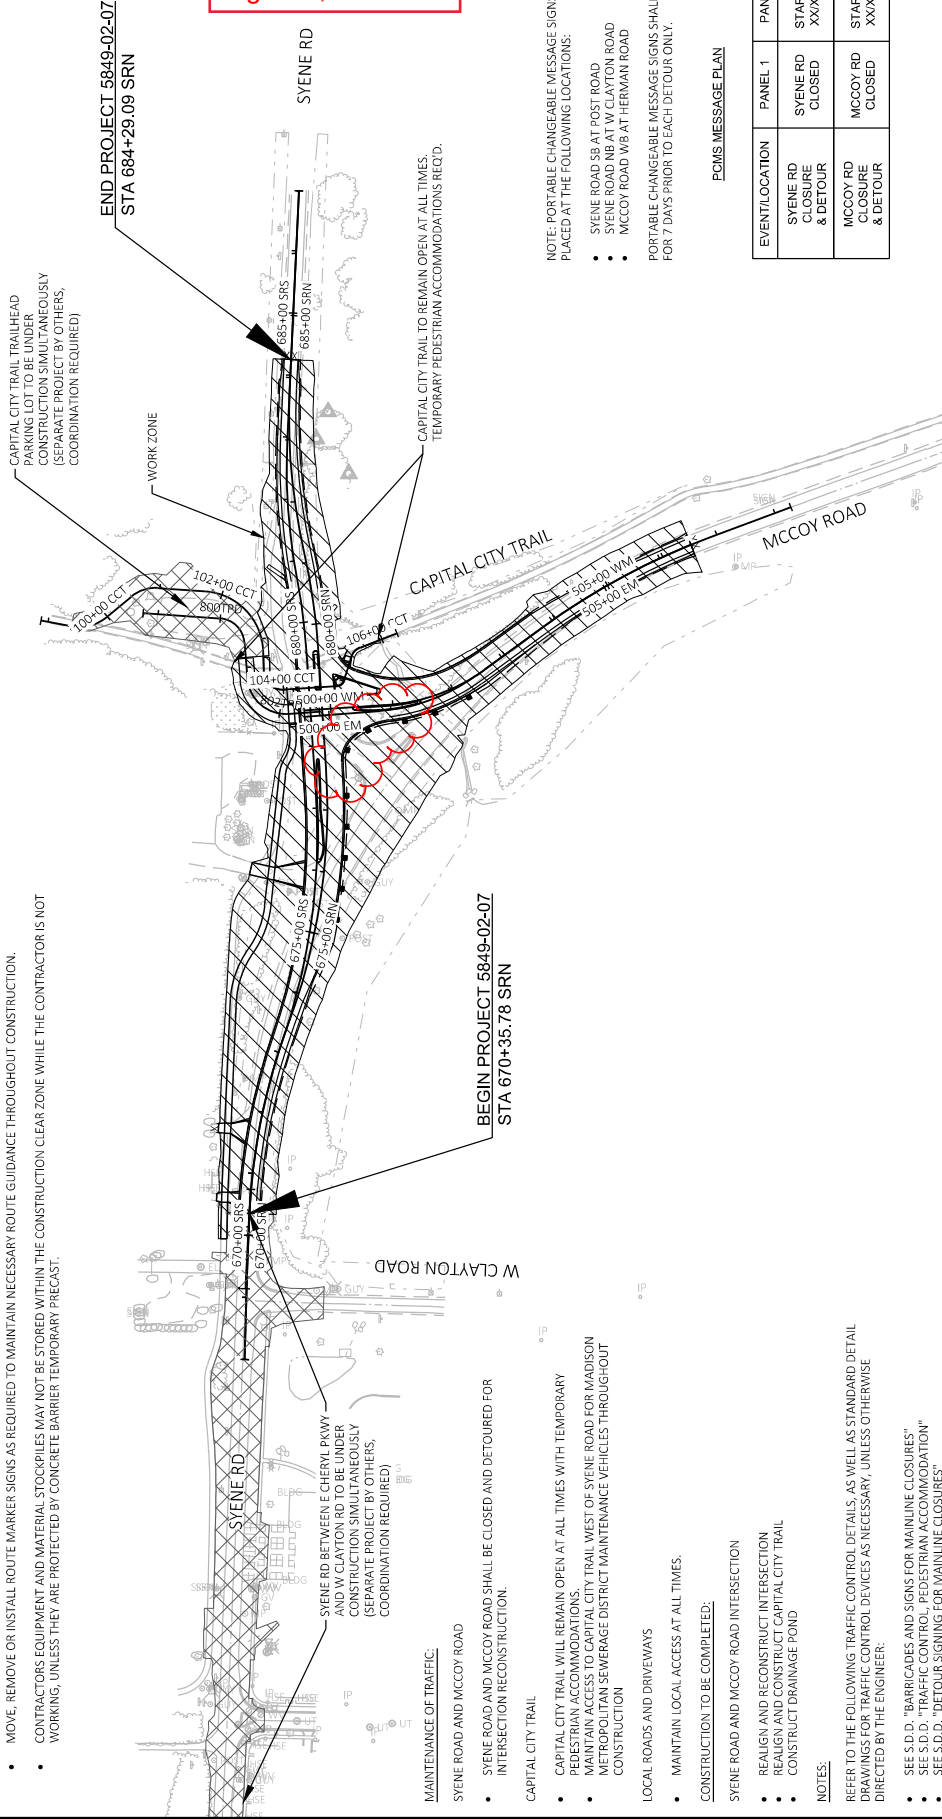 MOVE, REMOVE OR INSTALL ROUTE MARKER SIGNS AS REQUIRED TO MAINTAIN NECESSARY ROUTE GUIDANCE THROUGHOUT CONSTRUCTION.
CONTRACTORS EQUIPMENT AND MATERIAL STOCKPILES MAY NOT BE STORED WITHIN THE CONSTRUCTION CLEAR ZONE WHILE THE CONTRACTOR IS NOT
WORKING, UNLESS THEY ARE PROTECTED BY CONCRETE BARRIER TEMPORARY PRECAST.
CAPITAL CITY TRAIL TRAILHEAD
PARKING LOT TO BE UNDER
CONSTRUCTION SIMULTANEOUSLY
(SEPARATE PROJECT BY OTHERS,
COORDINATION REQUIRED)
END PROJECT 5849-02-07
STA 684+29.09 SRN
WORK ZONE
SYENE RD
100+00 CCT
102+00 CCT
800TPD
104+00 CCT
106+00 CCT
500+00 WM
500+00 EM
680+00 SRS
680+00 SRN
685+00 SRS
685+00 SRN
675+00 SRS
675+00 SRN
670+00 SRS
670+00 SRN
505+00 WM
505+00 EM
CAPITAL CITY TRAIL
MCCOY ROAD
CAPITAL CITY TRAIL TO REMAIN OPEN AT ALL TIMES.
TEMPORARY PEDESTRIAN ACCOMMODATIONS REQ'D.
BEGIN PROJECT 5849-02-07
STA 670+35.78 SRN
W CLAYTON ROAD
SYENE RD
SYENE RD BETWEEN E CHERYL PKWY
AND W CLAYTON RD TO BE UNDER
CONSTRUCTION SIMULTANEOUSLY
(SEPARATE PROJECT BY OTHERS,
COORDINATION REQUIRED)
MAINTENANCE OF TRAFFIC:
SYENE ROAD AND MCCOY ROAD
SYENE ROAD AND MCCOY ROAD SHALL BE CLOSED AND DETOURED FOR
INTERSECTION RECONSTRUCTION.
CAPITAL CITY TRAIL
CAPITAL CITY TRAIL WILL REMAIN OPEN AT ALL TIMES WITH TEMPORARY
PEDESTRIAN ACCOMMODATIONS.
MAINTAIN ACCESS TO CAPITAL CITY TRAIL WEST OF SYENE ROAD FOR MADISON
METROPOLITAN SEWERAGE DISTRICT MAINTENANCE VEHICLES THROUGHOUT
CONSTRUCTION
LOCAL ROADS AND DRIVEWAYS
MAINTAIN LOCAL ACCESS AT ALL TIMES.
CONSTRUCTION TO BE COMPLETED:
SYENE ROAD AND MCCOY ROAD INTERSECTION
REALIGN AND RECONSTRUCT INTERSECTION
REALIGN AND CONSTRUCT CAPITAL CITY TRAIL
CONSTRUCT DRAINAGE POND
NOTES:
REFER TO THE FOLLOWING TRAFFIC CONTROL DETAILS, AS WELL AS STANDARD DETAIL
DRAWINGS FOR TRAFFIC CONTROL DEVICES AS NECESSARY, UNLESS OTHERWISE
DIRECTED BY THE ENGINEER:
SEE S.D.D. "BARRICADES AND SIGNS FOR MAINLINE CLOSURES"
SEE S.D.D. "TRAFFIC CONTROL, PEDESTRIAN ACCOMMODATION"
SEE S.D.D. "DETOUR SIGNING FOR MAINLINE CLOSURES"
NOTE: PORTABLE CHANGEABLE MESSAGE SIGNS
PLACED AT THE FOLLOWING LOCATIONS:
SYENE ROAD SB AT POST ROAD
SYENE ROAD NB AT W CLAYTON ROAD
MCCOY ROAD WB AT HERMAN ROAD
PORTABLE CHANGEABLE MESSAGE SIGNS SHALL
FOR 7 DAYS PRIOR TO EACH DETOUR ONLY.
PCMS MESSAGE PLAN
EVENT/LOCATION PANEL 1
SYENE RD
CLOSURE
& DETOUR
SYENE RD
CLOSED
MCCOY RD
CLOSURE
& DETOUR
MCCOY RD
CLOSED